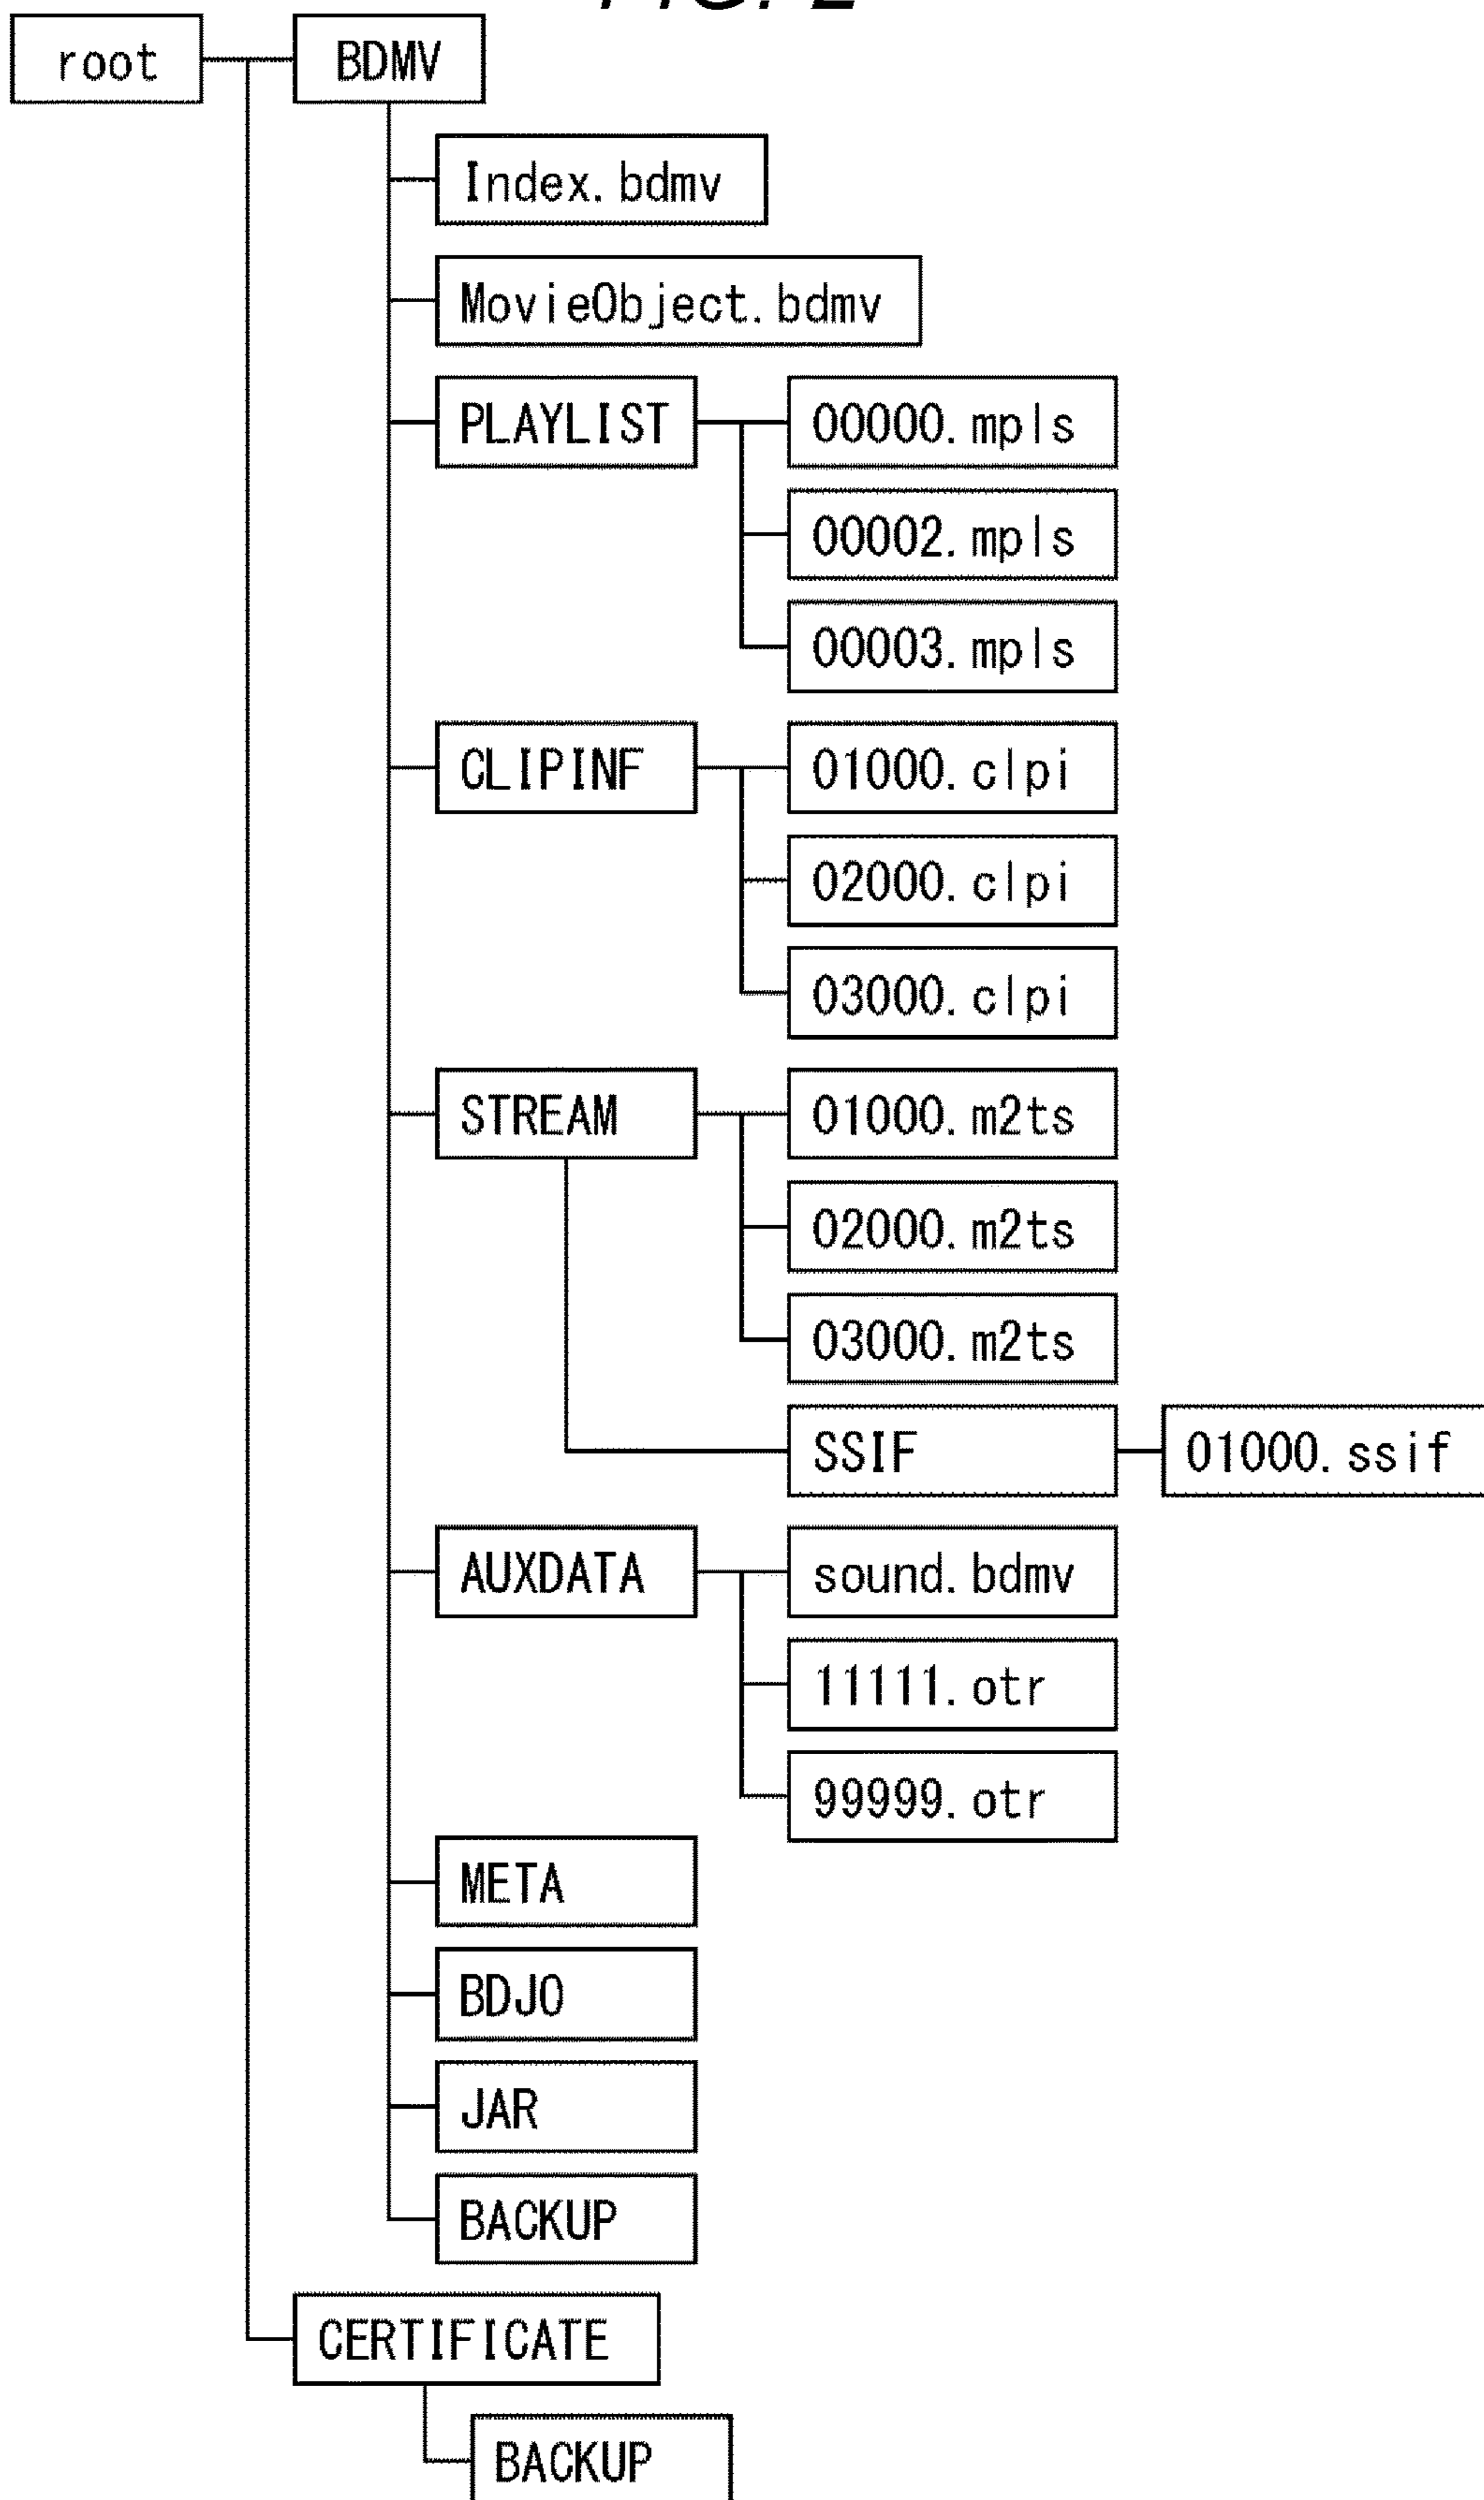 FIG. 2
root
BDMV
Index.bdmv
MovieObject.bdmv
PLAYLIST
00000.mpls
00002.mpls
00003.mpls
CLIPINF
01000.clpi
02000.clpi
03000.clpi
STREAM
01000.m2ts
02000.m2ts
03000.m2ts
SSIF
01000.ssif
AUXDATA
sound.bdmv
11111.otr
99999.otr
META
BDJO
JAR
BACKUP
CERTIFICATE
BACKUP